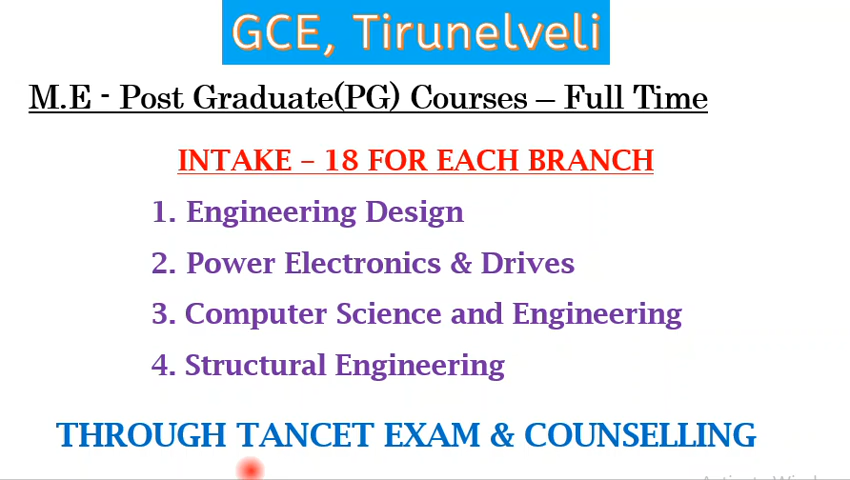 GCE, Tirunelveli
M.E - Post Graduate(PG) Courses – Full Time
INTAKE – 18 FOR EACH BRANCH
1. Engineering Design
2. Power Electronics & Drives
3. Computer Science and Engineering
4. Structural Engineering
THROUGH TANCET EXAM & COUNSELLING